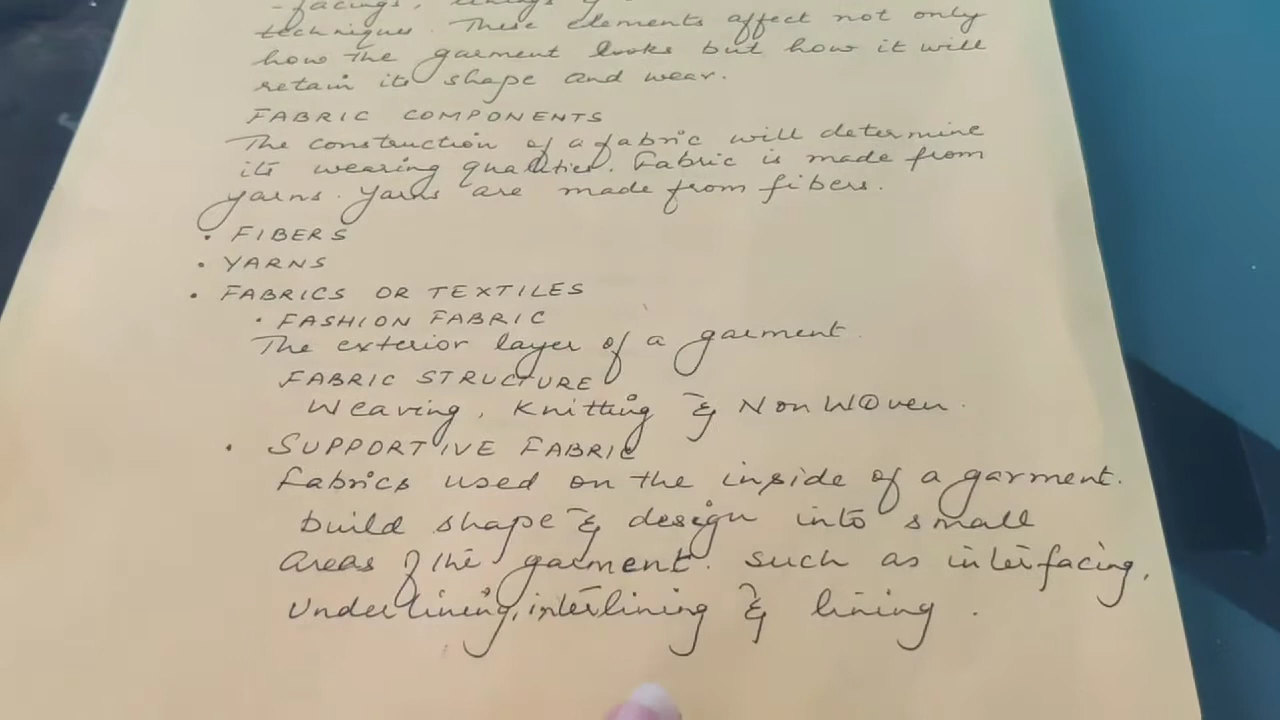 -facings, linings
techniques. These elements affect not only
how the garment looks but how it will
retain its shape and wear.
FABRIC COMPONENTS
The construction of a fabric will determine
its wearing qualities. Fabric is made from
yarns. Yarns are made from fibers.
• FIBERS
• YARNS
• FABRICS OR TEXTILES
• FASHION FABRIC
The exterior layer of a garment.
FABRIC STRUCTURE
Weaving, Knitting & Non Woven.
• SUPPORTIVE FABRIC
Fabrics used on the inside of a garment.
build shape & design into small
areas of the garment. such as interfacing,
Underlining, interlining & lining.